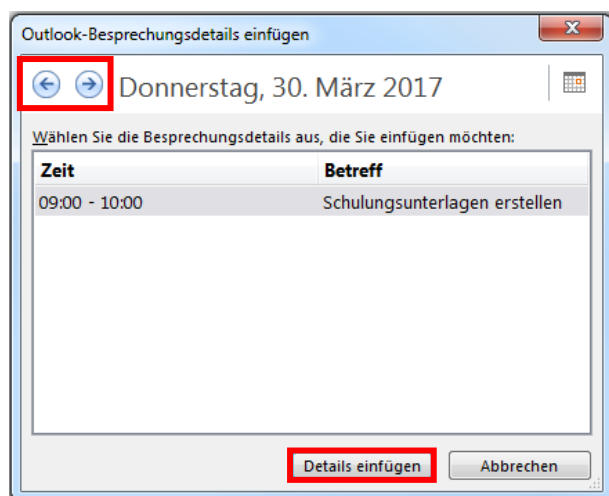 Outlook-Besprechungsdetails einfügen
Donnerstag, 30. März 2017
Wählen Sie die Besprechungsdetails aus, die Sie einfügen möchten:
Zeit Betreff
09:00 - 10:00 Schulungsunterlagen erstellen
Details einfügen Abbrechen